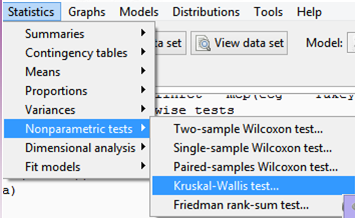 Statistics Graphs Models Distributions Tools Help
Summaries
Contingency tables
Means
Proportions
Variances
Nonparametric tests
Dimensional analysis
Fit models
data set View data set Model:
wise tests
Two-sample Wilcoxon test...
Single-sample Wilcoxon test...
Paired-samples Wilcoxon test...
Kruskal-Wallis test...
Friedman rank-sum test...
a)